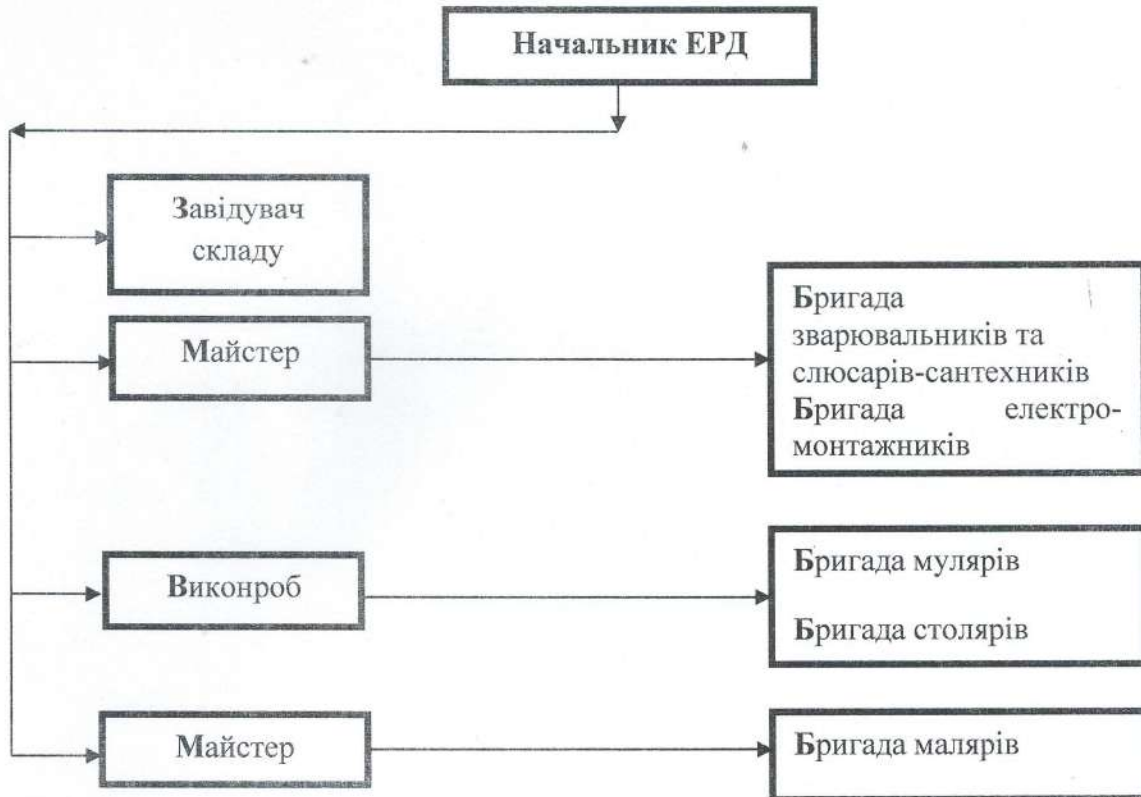 Начальник ЕРД
Завідувач
складу
Майстер
Бригада
зварювальників та
слюсарів-сантехників
Бригада електро-
монтажників
Виконроб
Бригада мулярів
Бригада столярів
Майстер
Бригада малярів